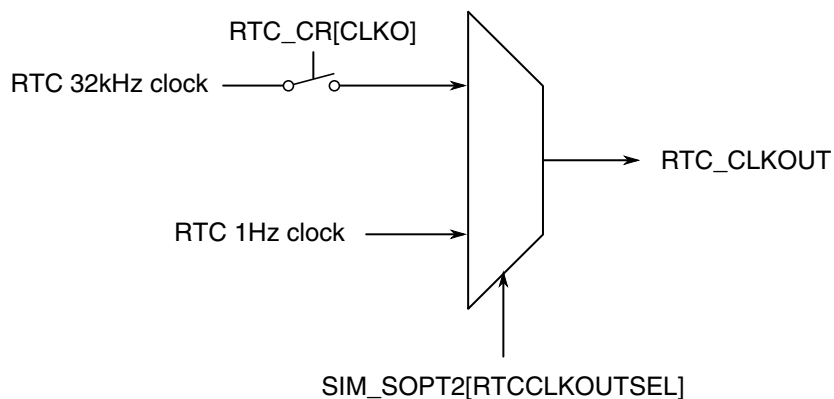 RTC_CR[CLKO]
RTC 32kHz clock
RTC_CLKOUT
RTC 1Hz clock
SIM_SOPT2[RTCCLKOUTSEL]